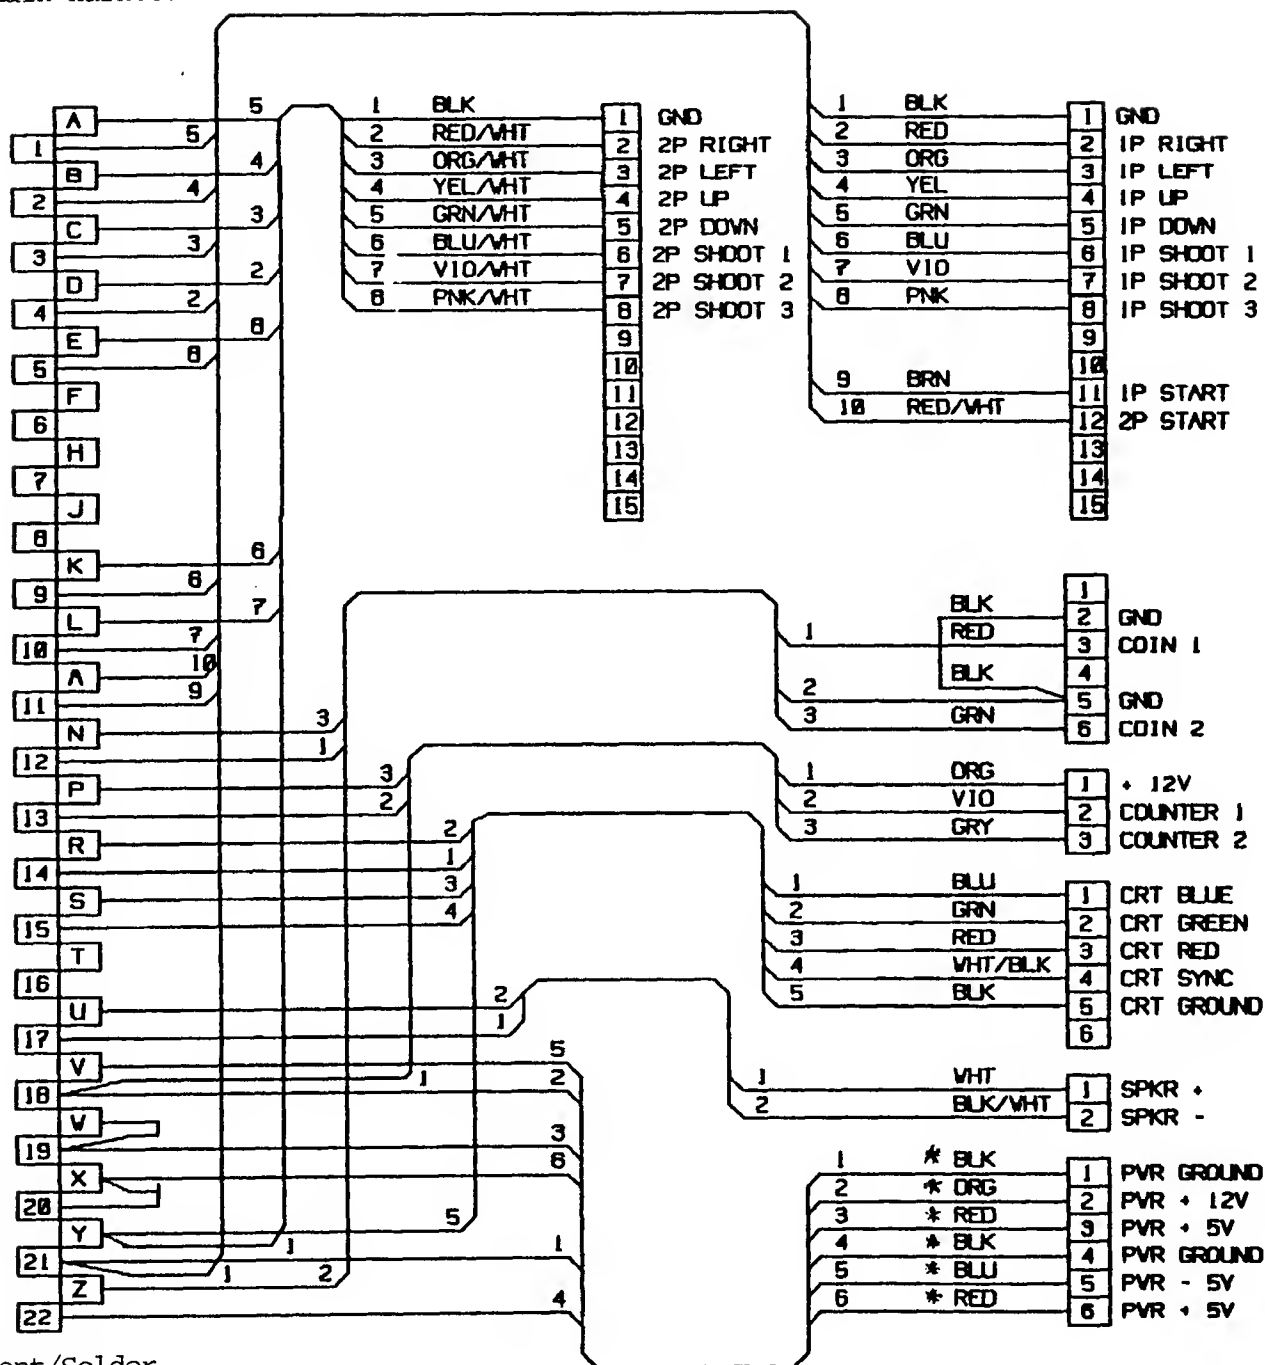 A 5
1 5
B 4
2 4
C 3
3 3
D 2
4 2
E 8
5 8
F
6
H
7
J
8
K 6
9 6
L 7
10 7
A 10
11 9
N 3
12 1
P 3
13 2
R 2
14 1
S 3
15 4
T
16
U 2
17 1
V 5
18 1 2
W
19 3
X 6
20
Y 5 1
21 1 1
Z 2
22 4
1 BLK 1 GND
2 RED/WHT 2 2P RIGHT
3 ORG/WHT 3 2P LEFT
4 YEL/WHT 4 2P UP
5 GRN/WHT 5 2P DOWN
6 BLU/WHT 6 2P SHOOT 1
7 VIO/WHT 7 2P SHOOT 2
8 PNK/WHT 8 2P SHOOT 3
9
10
11
12
13
14
15
1 BLK 1 GND
2 RED 2 1P RIGHT
3 ORG 3 1P LEFT
4 YEL 4 1P UP
5 GRN 5 1P DOWN
6 BLU 6 1P SHOOT 1
7 VIO 7 1P SHOOT 2
8 PNK 8 1P SHOOT 3
9
10
9 BRN 11 1P START
10 RED/WHT 12 2P START
13
14
15
1
BLK 2 GND
1 RED 3 COIN 1
BLK 4
2 5 GND
3 GRN 6 COIN 2
1 ORG 1 + 12V
2 VIO 2 COUNTER 1
3 GRY 3 COUNTER 2
1 BLU 1 CRT BLUE
2 GRN 2 CRT GREEN
3 RED 3 CRT RED
4 WHT/BLK 4 CRT SYNC
5 BLK 5 CRT GROUND
6
1 WHT 1 SPKR +
2 BLK/WHT 2 SPKR -
1 * BLK 1 PWR GROUND
2 * ORG 2 PWR + 12V
3 * RED 3 PWR + 5V
4 * BLK 4 PWR GROUND
5 * BLU 5 PWR - 5V
6 * RED 6 PWR + 5V
ent/Solder